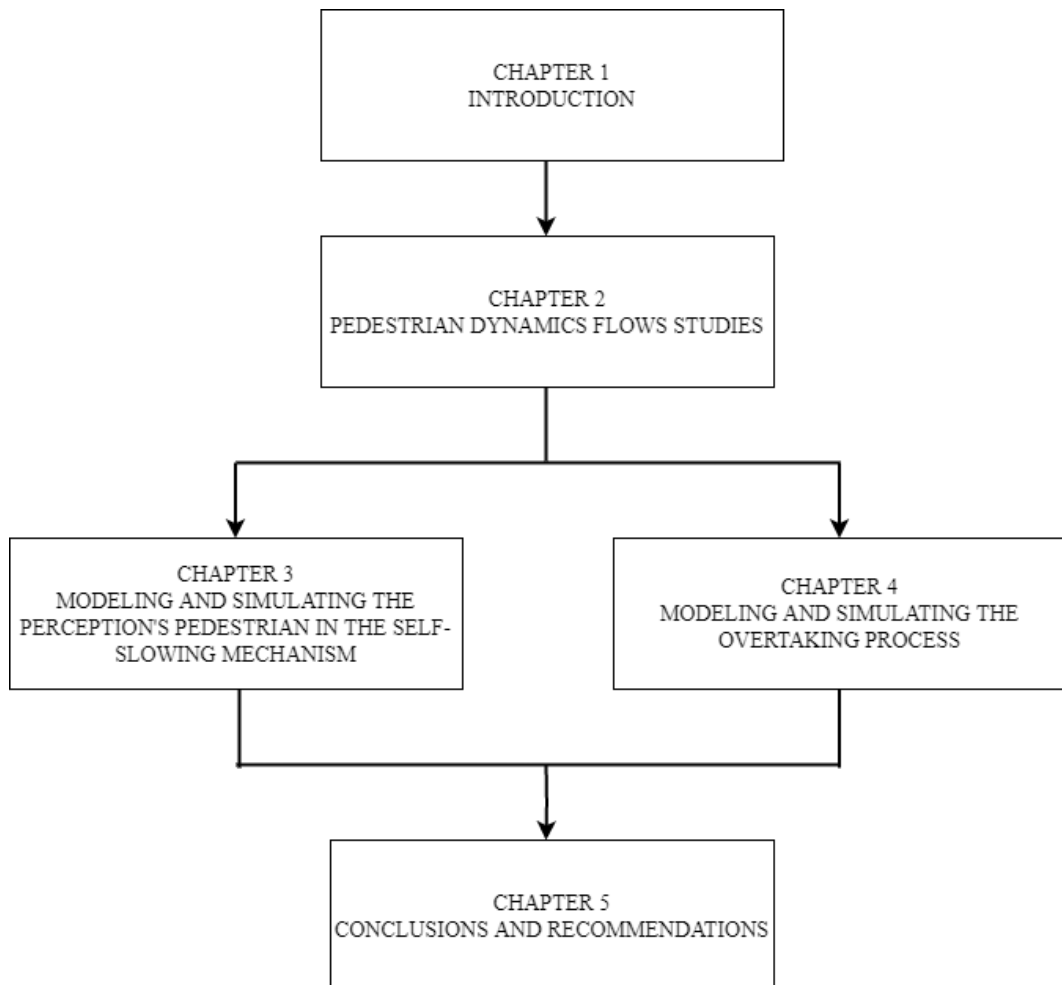 CHAPTER 1
INTRODUCTION
CHAPTER 2
PEDESTRIAN DYNAMICS FLOWS STUDIES
CHAPTER 3
MODELING AND SIMULATING THE
PERCEPTION'S PEDESTRIAN IN THE SELF-
SLOWING MECHANISM
CHAPTER 4
MODELING AND SIMULATING THE
OVERTAKING PROCESS
CHAPTER 5
CONCLUSIONS AND RECOMMENDATIONS